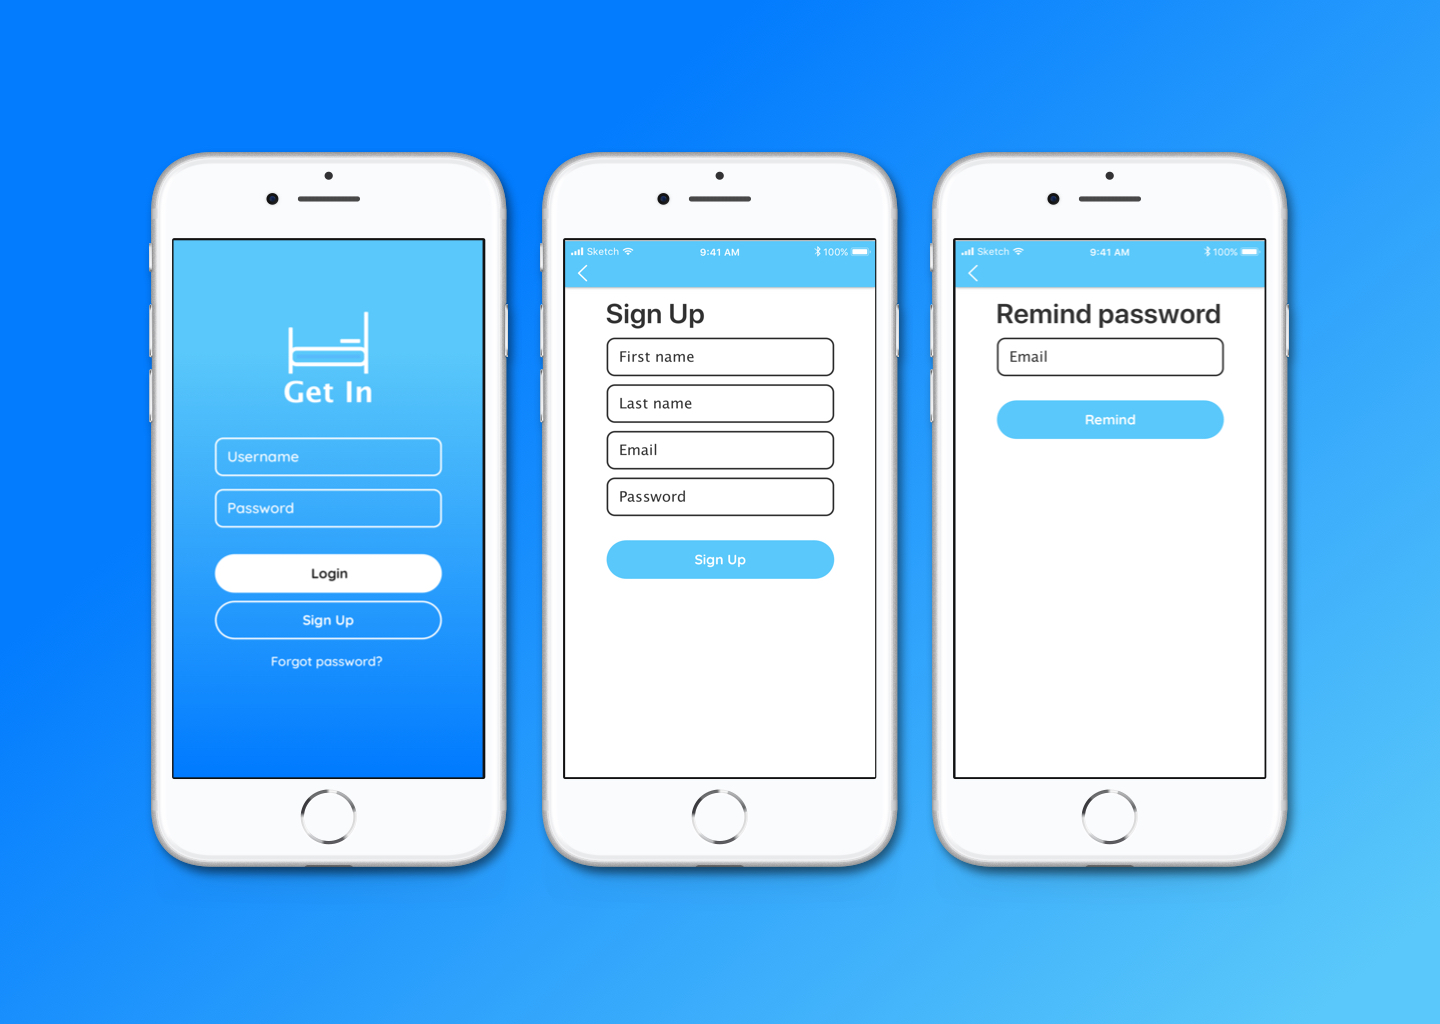 Get In
Username
Password
Login
Sign Up
Forgot password?
Sketch 9:41 AM 100%
Sign Up
First name
Last name
Email
Password
Sign Up
Sketch 9:41 AM 100%
Remind password
Email
Remind